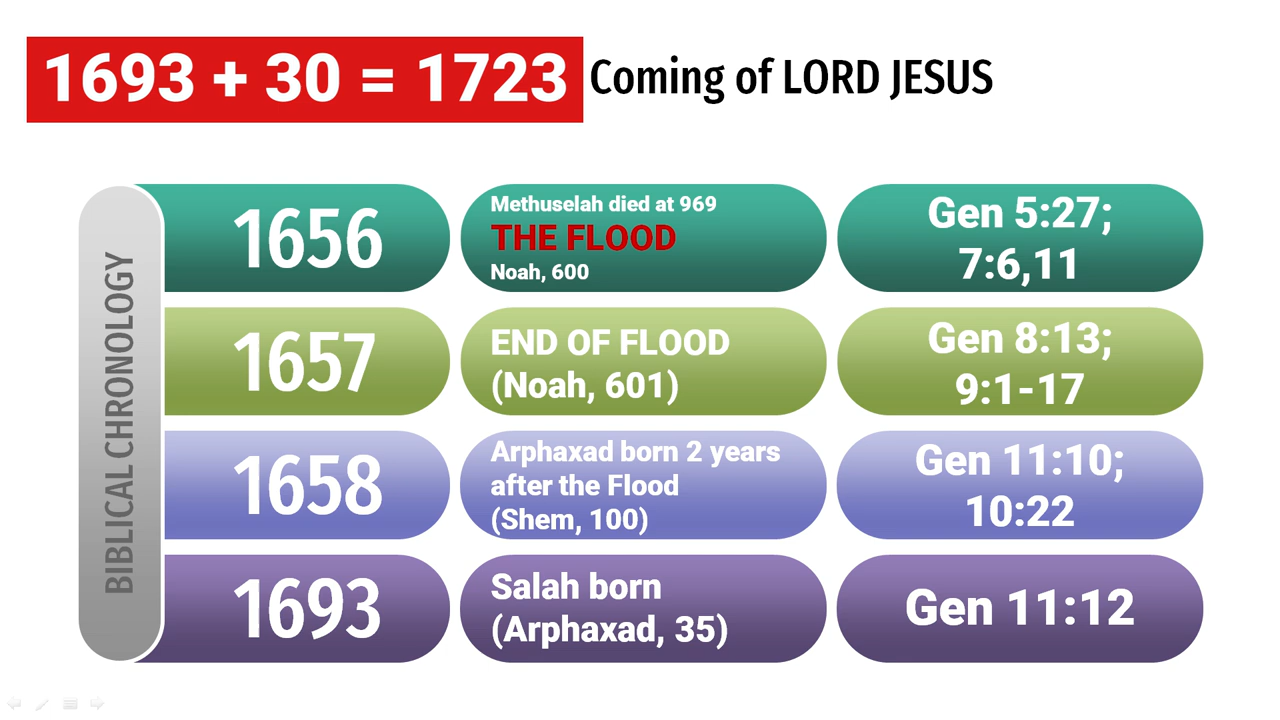 1693 + 30 = 1723 Coming of LORD JESUS
BIBLICAL CHRONOLOGY
1656
Methuselah died at 969
THE FLOOD
Noah, 600
Gen 5:27;
7:6,11
1657
END OF FLOOD
(Noah, 601)
Gen 8:13;
9:1-17
1658
Arphaxad born 2 years
after the Flood
(Shem, 100)
Gen 11:10;
10:22
1693
Salah born
(Arphaxad, 35)
Gen 11:12